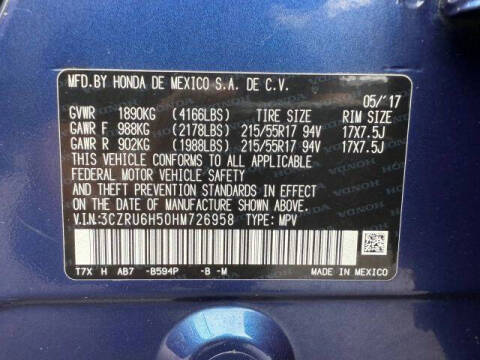 MFD.BY HONDA DE MEXICO S.A. DE C.V.
05/'17
GVWR 1890KG (4166LBS) TIRE SIZE RIM SIZE
GAWR F 988KG (2178LBS) 215/55R17 94V 17X7.5J
GAWR R 902KG (1988LBS) 215/55R17 94V 17X7.5J
THIS VEHICLE CONFORMS TO ALL APPLICABLE
FEDERAL MOTOR VEHICLE SAFETY
AND THEFT PREVENTION STANDARDS IN EFFECT
ON THE DATE OF MANUFACTURE SHOWN ABOVE.
V.I.N:3CZRU6H50HM726958 TYPE: MPV
T7X H AB7 -B594P -B -M
MADE IN MEXICO